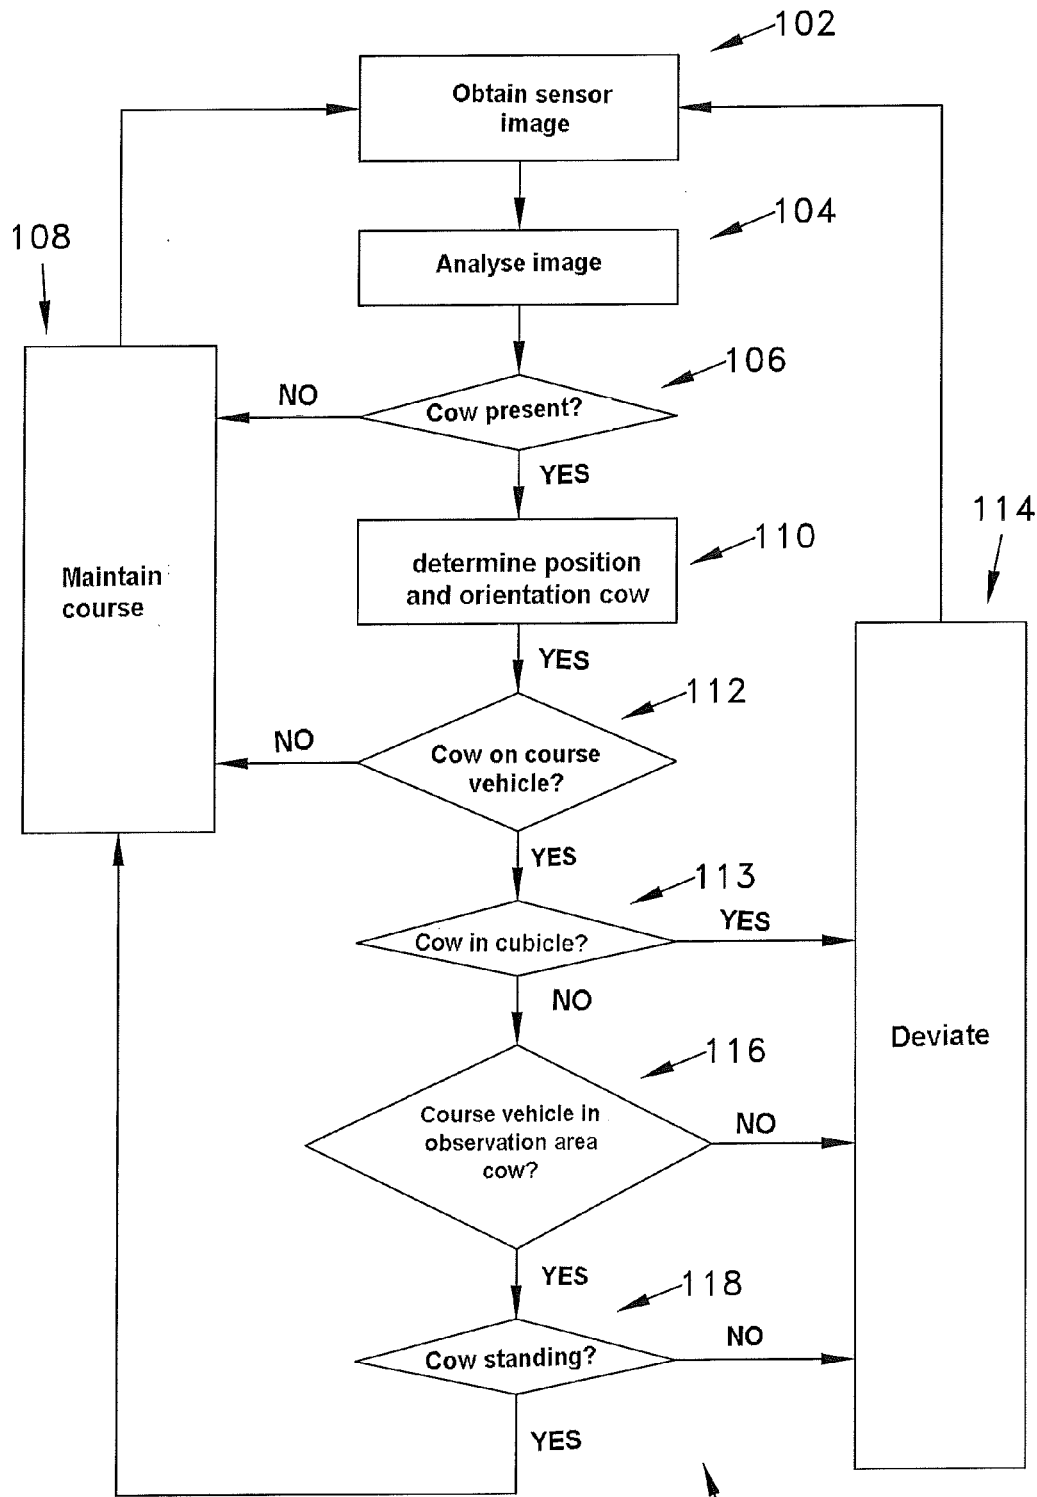 102
Obtain sensor
image
104
Analyse image
108
106
Cow present?
NO
YES
114
110
determine position
and orientation cow
Maintain
course
YES
112
NO
Cow on course
vehicle?
YES
113
YES
Cow in cubicle?
NO
116
Deviate
Course vehicle in
observation area
cow?
NO
YES
118
NO
Cow standing?
YES